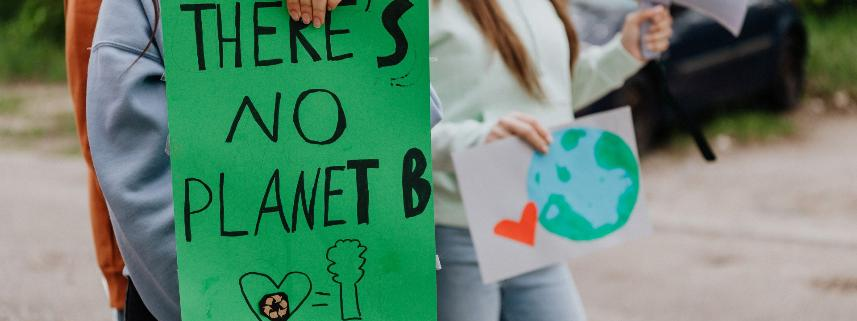 THERE'S
NO
PLANET B
=